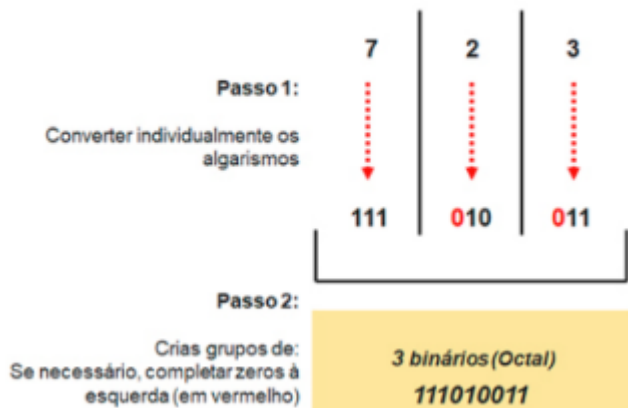 7 2 3
Passo 1:
Converter individualmente os
algarismos
111 010 011
Passo 2:
Crias grupos de:
Se necessário, completar zeros à
esquerda (em vermelho)
3 binários (Octal)
111010011